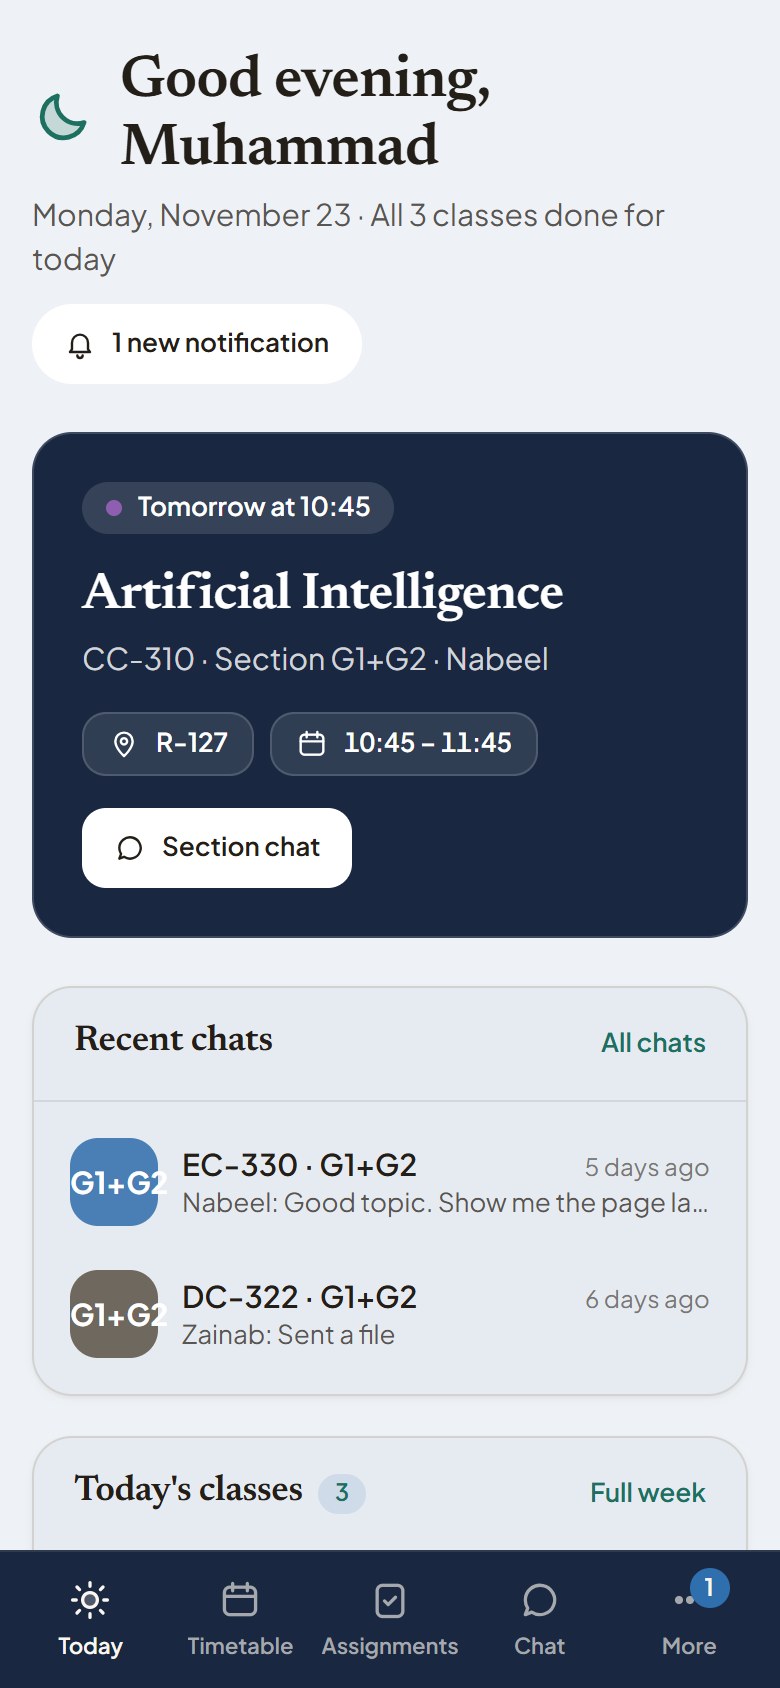 Good evening,
Muhammad
Monday, November 23 · All 3 classes done for
today
1 new notification
Tomorrow at 10:45
Artificial Intelligence
CC-310 · Section G1+G2 · Nabeel
R-127
10:45 – 11:45
Section chat
Recent chats
All chats
G1+G2
EC-330 · G1+G2
5 days ago
Nabeel: Good topic. Show me the page la...
G1+G2
DC-322 · G1+G2
6 days ago
Zainab: Sent a file
Today's classes
3
Full week
Today
Timetable
Assignments
Chat
1
More